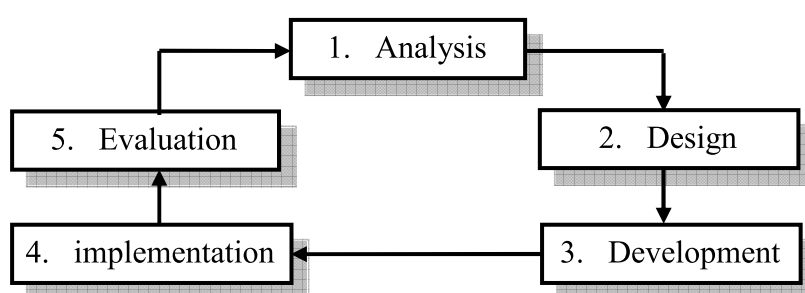 1. Analysis
2. Design
3. Development
4. implementation
5. Evaluation